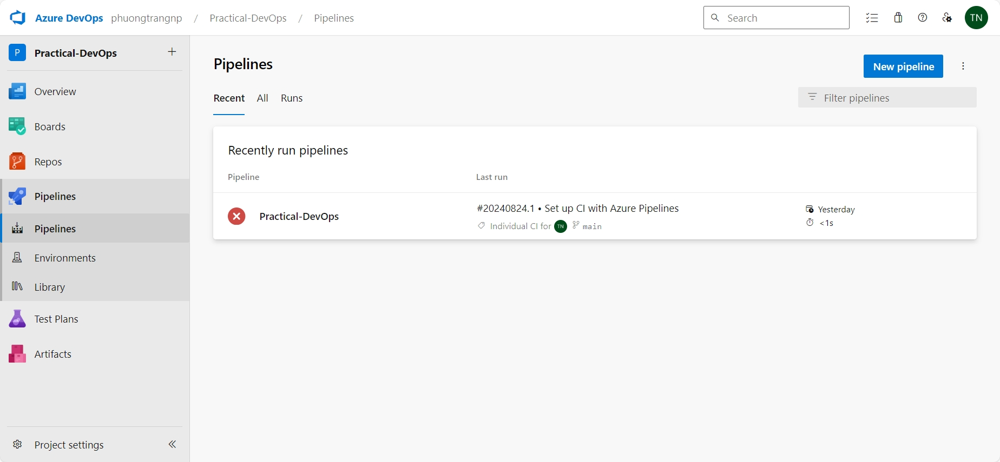 Azure DevOps phuongtrangnp / Practical-DevOps / Pipelines
Search
TN
P Practical-DevOps
Overview
Boards
Repos
Pipelines
Pipelines
Environments
Library
Test Plans
Artifacts
Project settings
Pipelines
New pipeline
Recent All Runs
Filter pipelines
Recently run pipelines
Pipeline Last run
Practical-DevOps
#20240824.1 • Set up CI with Azure Pipelines
Individual CI for TN main
Yesterday
<1s